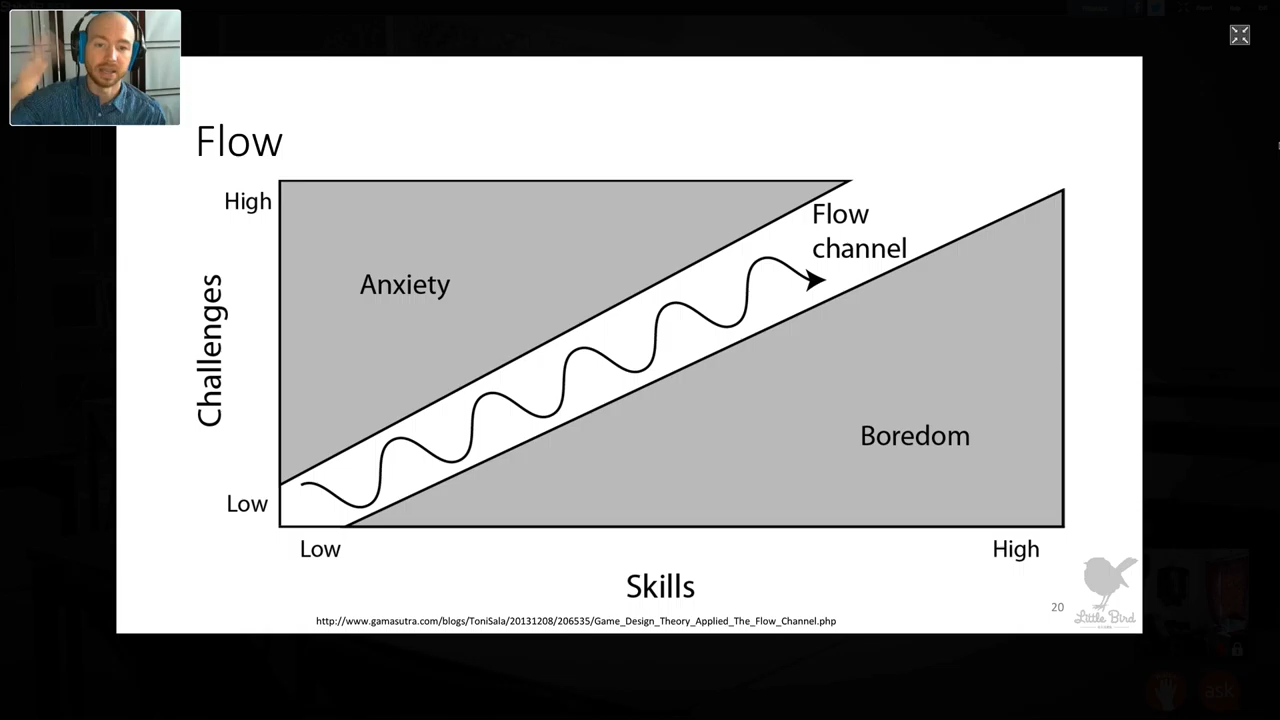 Flow
High
Flow
channel
Anxiety
Challenges
Boredom
Low
Low
High
Skills
20
Little Bird
http://www.gamasutra.com/blogs/ToniSala/20131208/206535/Game_Design_Theory_Applied_The_Flow_Channel.php
ask